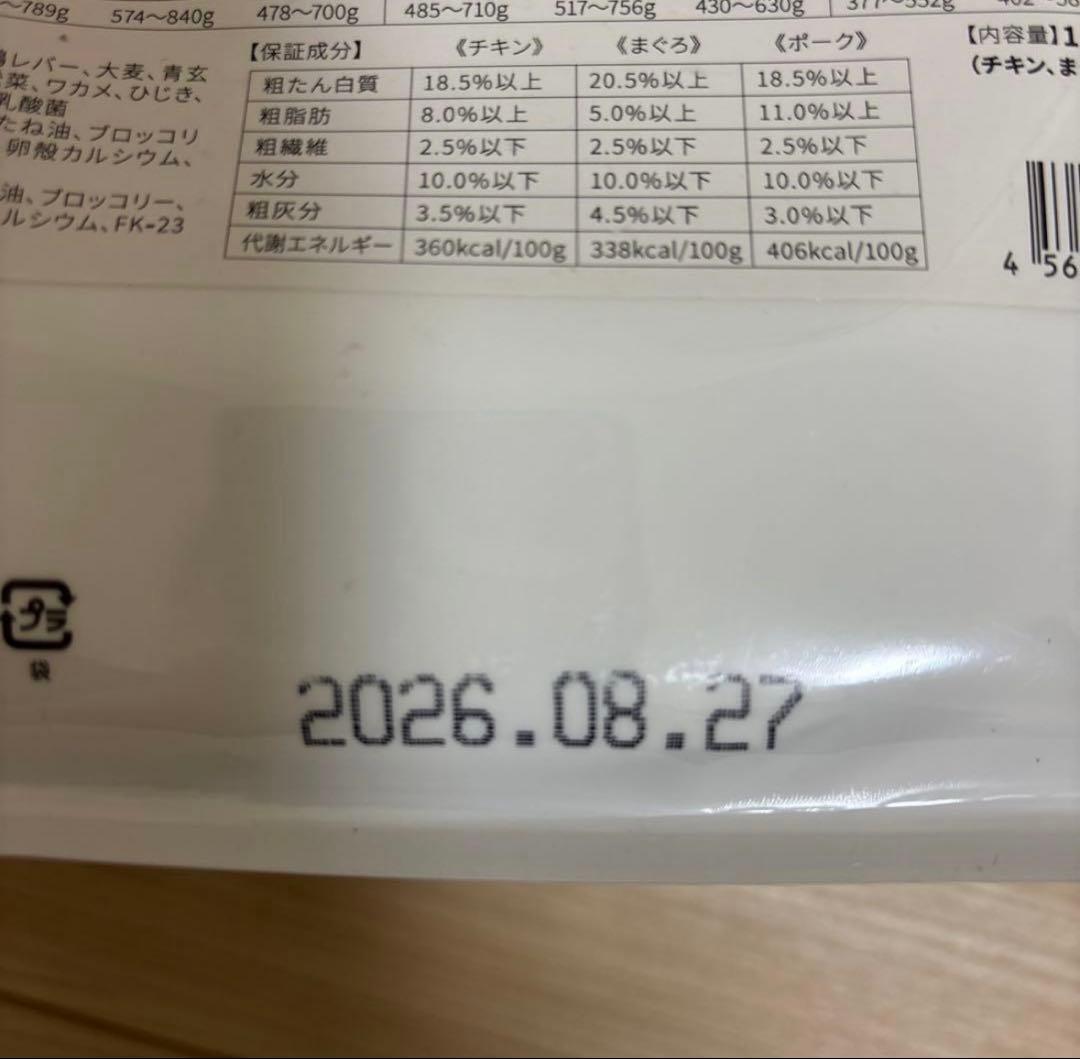 〜789g 574〜840g 478〜700g 485〜710g 517〜756g 430〜630g
レバー、大麦、青玄
菜、ワカメ、ひじき、
乳酸菌
たね油、ブロッコリ
卵殻カルシウム、
油、ブロッコリー、
ルシウム、FK-23
【保証成分】 《チキン》 《まぐろ》 《ポーク》
粗たん白質 18.5%以上 20.5%以上 18.5%以上
粗脂肪 8.0%以上 5.0%以上 11.0%以上
粗繊維 2.5%以下 2.5%以下 2.5%以下
水分 10.0%以下 10.0%以下 10.0%以下
粗灰分 3.5%以下 4.5%以下 3.0%以下
代謝エネルギー 360kcal/100g 338kcal/100g 406kcal/100g
【内容量】1
(チキン、ま
4 56
プラ
袋
2026.08.27